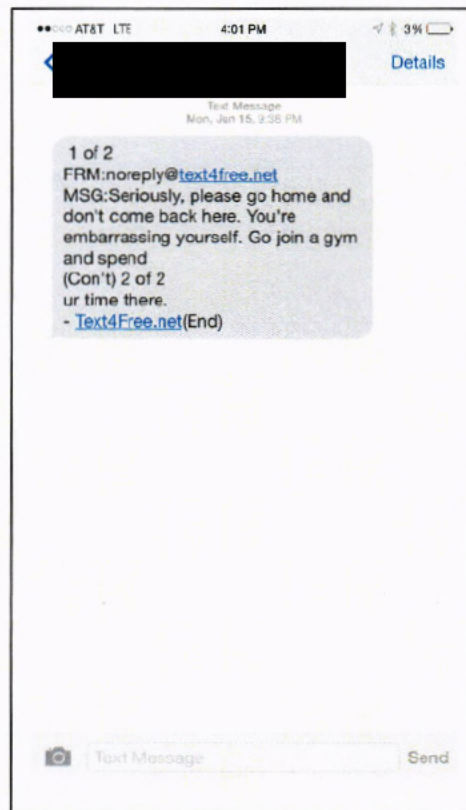 AT&T LTE 4:01 PM 3%
Details
Text Message
Mon, Jun 15, 9:38 PM
1 of 2
FRM:noreply@text4free.net
MSG:Seriously, please go home and
don't come back here. You're
embarrassing yourself. Go join a gym
and spend
(Con't) 2 of 2
ur time there.
- Text4Free.net(End)
Text Message Send